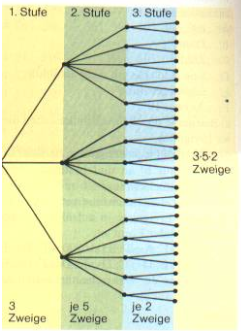 1. Stufe 2. Stufe 3. Stufe
3·5·2
Zweige
3 je 5 je 2
Zweige Zweige Zweige